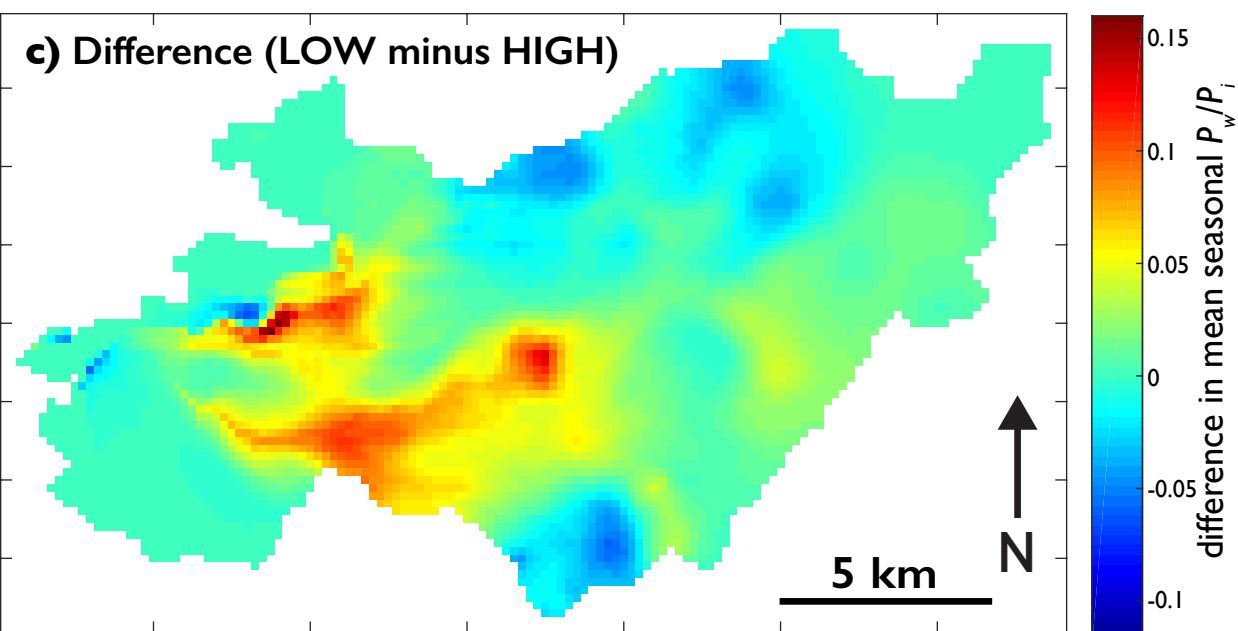 c) Difference (LOW minus HIGH)
0.15
0.1
0.05
0
-0.05
-0.1
difference in mean seasonal P_w/P_i
N
5 km